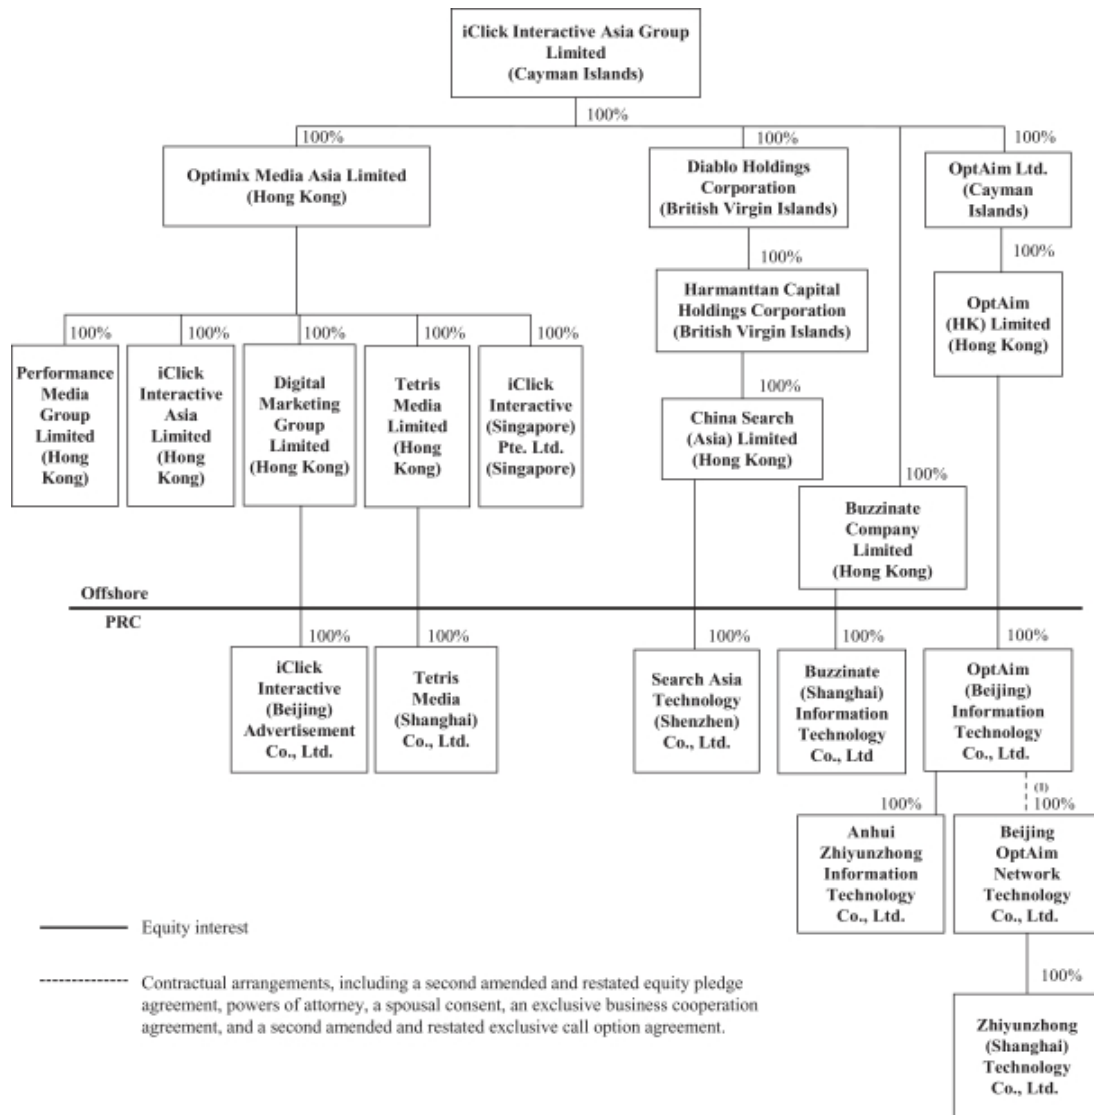 iClick Interactive Asia Group
Limited
(Cayman Islands)
100%
100%
Optimix Media Asia Limited
(Hong Kong)
100%
Diablo Holdings
Corporation
(British Virgin Islands)
100%
OptAim Ltd.
(Cayman
Islands)
100%
Harmanttan Capital
Holdings Corporation
(British Virgin Islands)
100%
OptAim
(HK) Limited
(Hong Kong)
100%
Performance
Media
Group
Limited
(Hong
Kong)
100%
iClick
Interactive
Asia
Limited
(Hong
Kong)
100%
Digital
Marketing
Group
Limited
(Hong Kong)
100%
Tetris
Media
Limited
(Hong
Kong)
100%
iClick
Interactive
(Singapore)
Pte. Ltd.
(Singapore)
100%
China Search
(Asia) Limited
(Hong Kong)
100%
Buzzinate
Company
Limited
(Hong Kong)
Offshore
PRC
100%
iClick
Interactive
(Beijing)
Advertisement
Co., Ltd.
100%
Tetris
Media
(Shanghai)
Co., Ltd.
100%
Search Asia
Technology
(Shenzhen)
Co., Ltd.
100%
Buzzinate
(Shanghai)
Information
Technology
Co., Ltd
100%
OptAim
(Beijing)
Information
Technology
Co., Ltd.
100%
Anhui
Zhiyunzhong
Information
Technology
Co., Ltd.
(1)
100%
Beijing
OptAim
Network
Technology
Co., Ltd.
100%
Zhiyunzhong
(Shanghai)
Technology
Co., Ltd.
Equity interest
Contractual arrangements, including a second amended and restated equity pledge
agreement, powers of attorney, a spousal consent, an exclusive business cooperation
agreement, and a second amended and restated exclusive call option agreement.